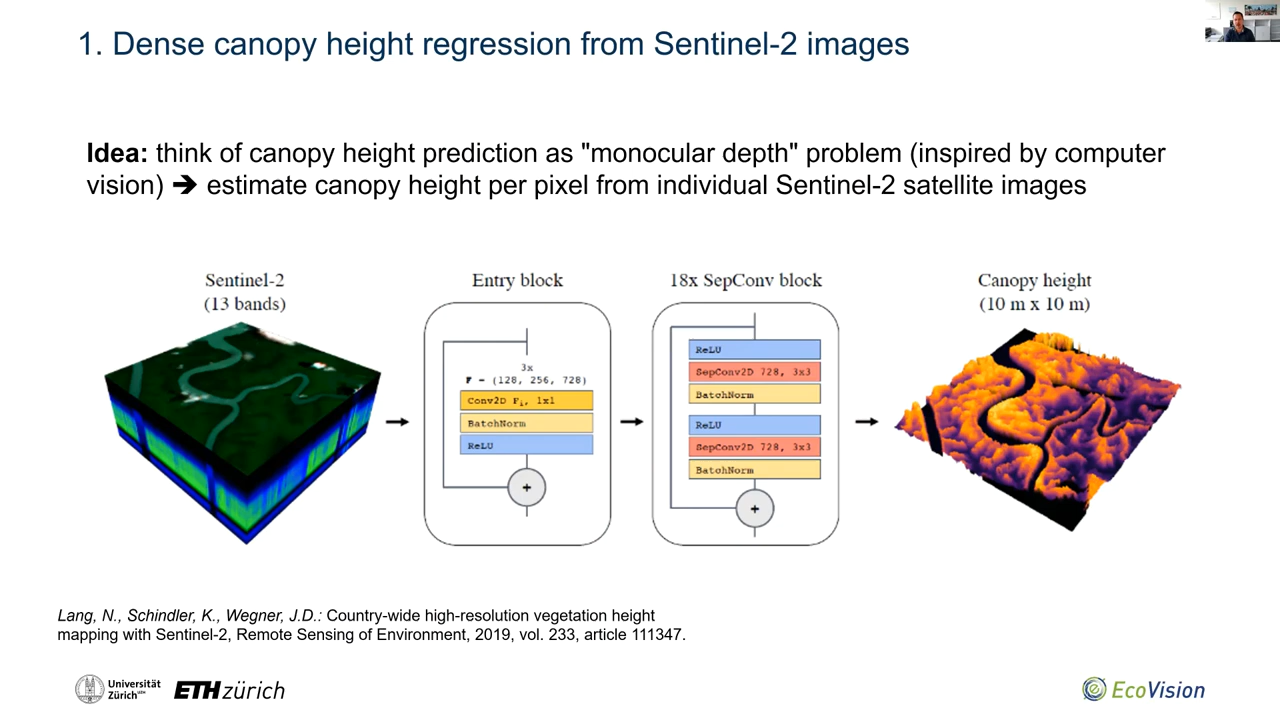 1. Dense canopy height regression from Sentinel-2 images
Idea: think of canopy height prediction as "monocular depth" problem (inspired by computer
vision) ➔ estimate canopy height per pixel from individual Sentinel-2 satellite images
Sentinel-2
(13 bands)
Entry block
3x
F = (128, 256, 728)
Conv2D Fi, 1x1
BatchNorm
ReLU
+
18x SepConv block
ReLU
SepConv2D 728, 3x3
BatchNorm
ReLU
SepConv2D 728, 3x3
BatchNorm
+
Canopy height
(10 m x 10 m)
Lang, N., Schindler, K., Wegner, J.D.: Country-wide high-resolution vegetation height
mapping with Sentinel-2, Remote Sensing of Environment, 2019, vol. 233, article 111347.
Universität
Zürich
ETH zürich
EcoVision